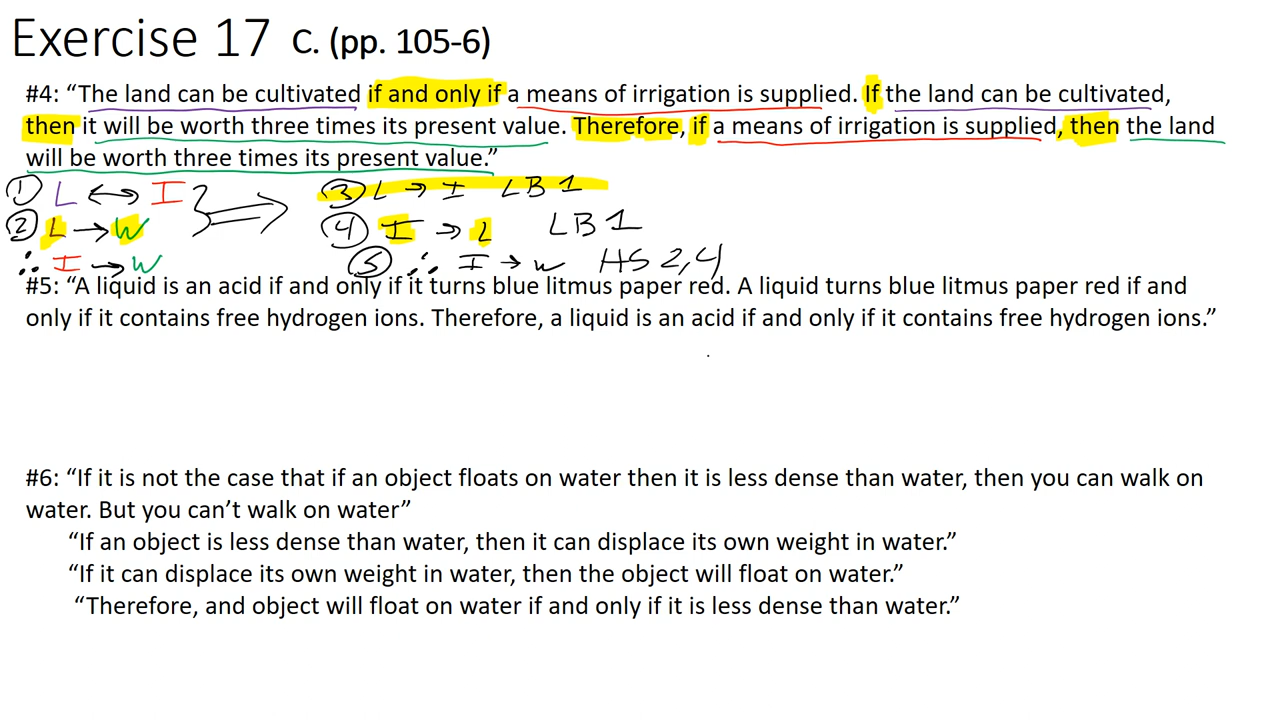 Exercise 17 C. (pp. 105-6)
#4: “The land can be cultivated if and only if a means of irrigation is supplied. If the land can be cultivated,
then it will be worth three times its present value. Therefore, if a means of irrigation is supplied, then the land
will be worth three times its present value.”
① L ↔ I
② L → W
∴ I → W
③ L → I LB 1
④ I → L LB 1
⑤ ∴ I → W HS 2,4
#5: “A liquid is an acid if and only if it turns blue litmus paper red. A liquid turns blue litmus paper red if and
only if it contains free hydrogen ions. Therefore, a liquid is an acid if and only if it contains free hydrogen ions.”
#6: “If it is not the case that if an object floats on water then it is less dense than water, then you can walk on
water. But you can’t walk on water”
“If an object is less dense than water, then it can displace its own weight in water.”
“If it can displace its own weight in water, then the object will float on water.”
“Therefore, and object will float on water if and only if it is less dense than water.”